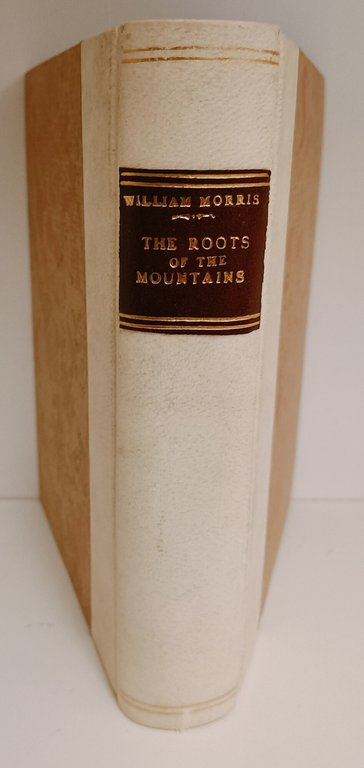 WILLIAM MORRIS
THE ROOTS
OF THE
MOUNTAINS